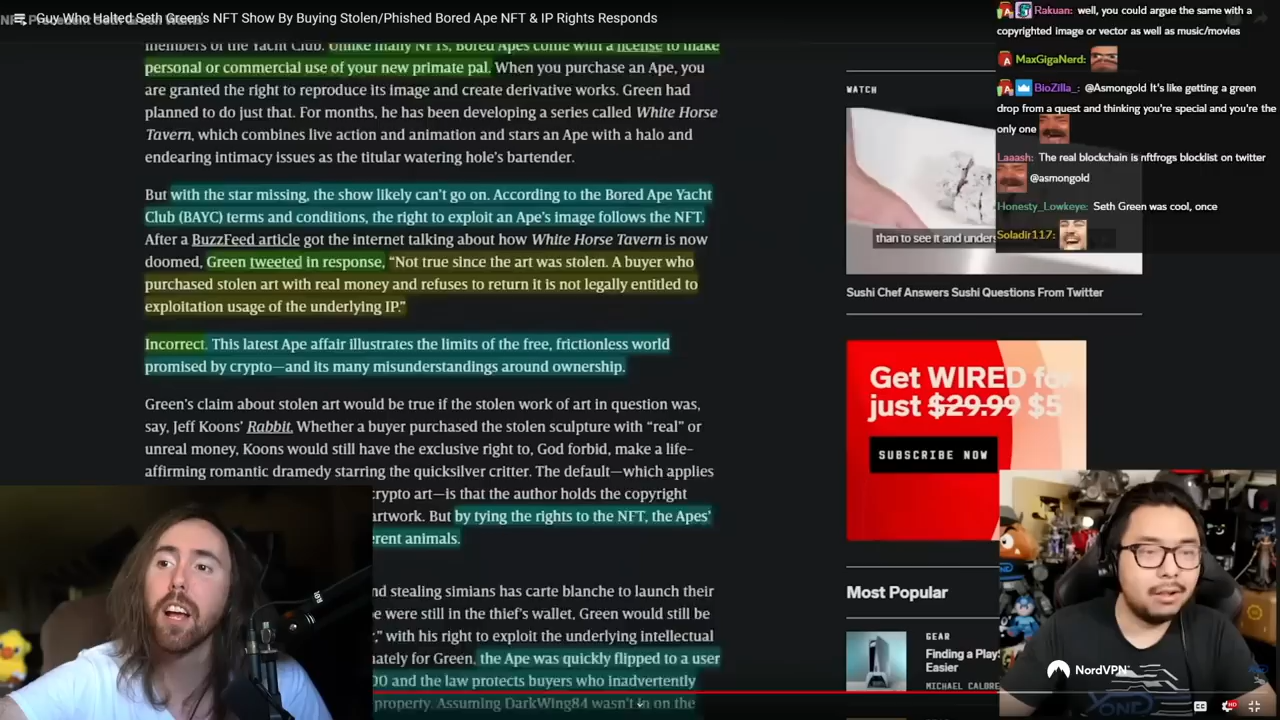 Guy Who Halted Seth Green's NFT Show By Buying Stolen/Phished Bored Ape NFT & IP Rights Responds
members of the Yacht Club. Unlike many NFTs, Bored Apes come with a license to make
personal or commercial use of your new primate pal. When you purchase an Ape, you
are granted the right to reproduce its image and create derivative works. Green had
planned to do just that. For months, he has been developing a series called White Horse
Tavern, which combines live action and animation and stars an Ape with a halo and
endearing intimacy issues as the titular watering hole's bartender.
But with the star missing, the show likely can't go on. According to the Bored Ape Yacht
Club (BAYC) terms and conditions, the right to exploit an Ape's image follows the NFT.
After a BuzzFeed article got the internet talking about how White Horse Tavern is now
doomed, Green tweeted in response, “Not true since the art was stolen. A buyer who
purchased stolen art with real money and refuses to return it is not legally entitled to
exploitation usage of the underlying IP.”
Incorrect. This latest Ape affair illustrates the limits of the free, frictionless world
promised by crypto—and its many misunderstandings around ownership.
Green's claim about stolen art would be true if the stolen work of art in question was,
say, Jeff Koons' Rabbit. Whether a buyer purchased the stolen sculpture with “real” or
unreal money, Koons would still have the exclusive right to, God forbid, make a life-
affirming romantic dramedy starring the quicksilver critter. The default—which applies
crypto art—is that the author holds the copyright
artwork. But by tying the rights to the NFT, the Apes'
erent animals.
nd stealing simians has carte blanche to launch their
were still in the thief's wallet, Green would still be
” with his right to exploit the underlying intellectual
nately for Green, the Ape was quickly flipped to a user
00 and the law protects buyers who inadvertently
property. Assuming DarkWing84 wasn't in on the
WATCH
than to see it and unders
Sushi Chef Answers Sushi Questions From Twitter
Get WIRED for
just $29.99 $5
SUBSCRIBE NOW
Most Popular
GEAR
Finding a Play
Easier
MICHAEL CALORE
Rakuan: well, you could argue the same with a
copyrighted image or vector as well as music/movies
MaxGigaNerd:
BioZilla_: @Asmongold It's like getting a green
drop from a quest and thinking you're special and you're the
only one
Laaash: The real blockchain is nftfrogs blocklist on twitter
@asmongold
Honesty_Lowkeye: Seth Green was cool, once
Soladir117:
NordVPN
CC
HD